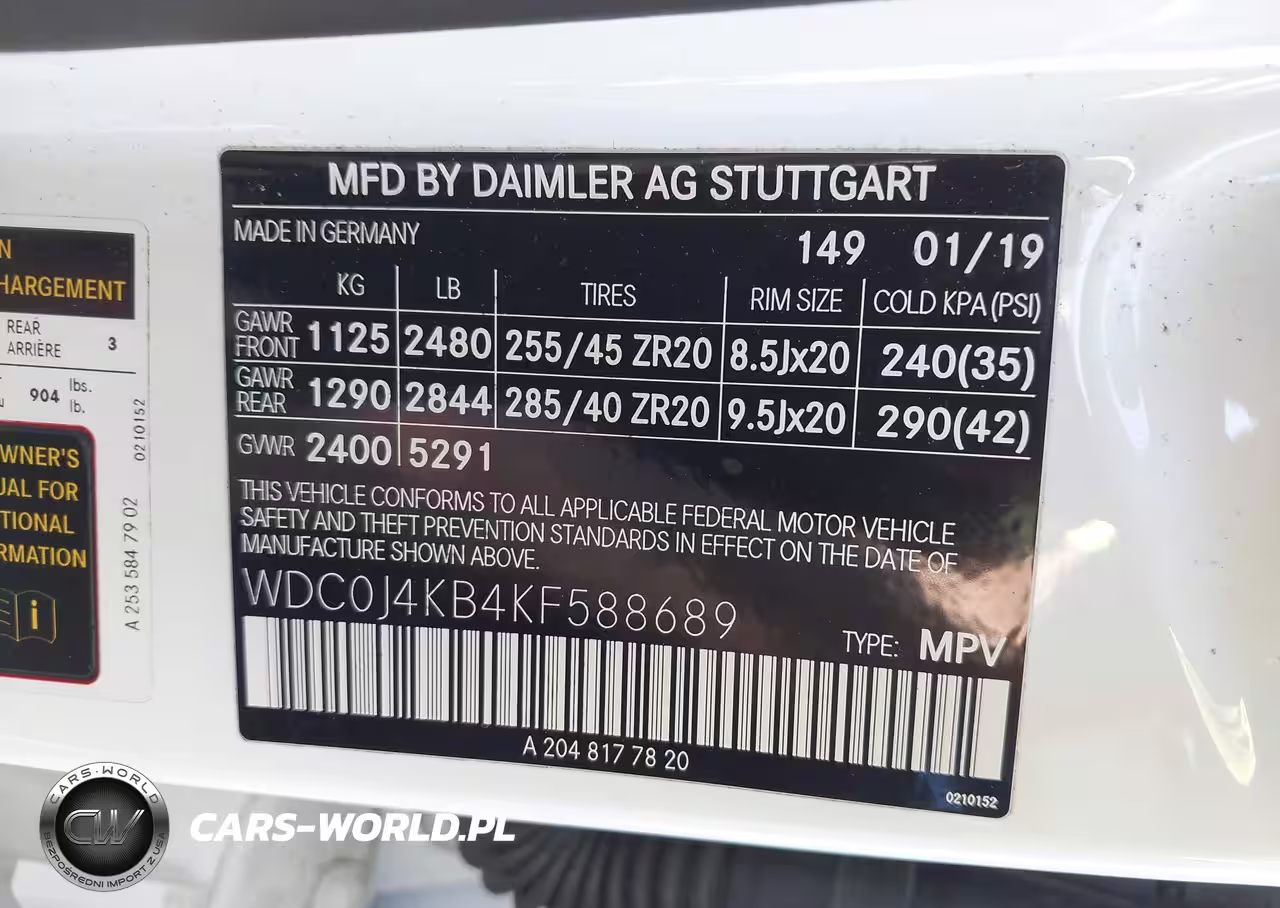 MFD BY DAIMLER AG STUTTGART
MADE IN GERMANY
149 01/19
KG LB TIRES RIM SIZE COLD KPA (PSI)
GAWR FRONT 1125 2480 255/45 ZR20 8.5Jx20 240(35)
GAWR REAR 1290 2844 285/40 ZR20 9.5Jx20 290(42)
GVWR 2400 5291
THIS VEHICLE CONFORMS TO ALL APPLICABLE FEDERAL MOTOR VEHICLE
SAFETY AND THEFT PREVENTION STANDARDS IN EFFECT ON THE DATE OF
MANUFACTURE SHOWN ABOVE.
WDC0J4KB4KF588689
TYPE: MPV
A 204 817 78 20
0210152
N
HARGEMENT
REAR
ARRIÈRE 3
904 lbs.
lb.
WNER'S
UAL FOR
TIONAL
RMATION
i
A 253 584 79 02 0210152
CARS-WORLD
CW
BEZPOŚREDNI IMPORT Z USA
CARS-WORLD.PL